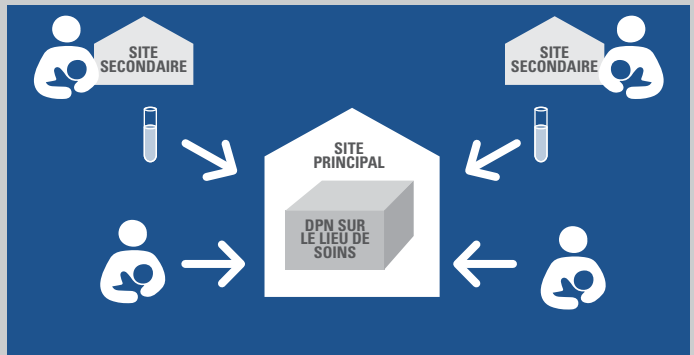 SITE
SECONDAIRE
SITE
SECONDAIRE
SITE
PRINCIPAL
DPN SUR
LE LIEU DE
SOINS